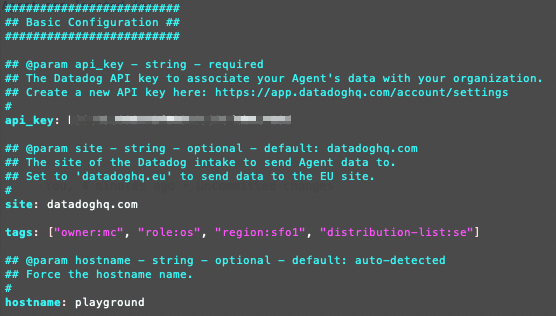 ##########################
## Basic Configuration ##
##########################
## @param api_key - string - required
## The Datadog API key to associate your Agent's data with your organization.
## Create a new API key here: https://app.datadoghq.com/account/settings
#
api_key:
## @param site - string - optional - default: datadoghq.com
## The site of the Datadog intake to send Agent data to.
## Set to 'datadoghq.eu' to send data to the EU site.
#
site: datadoghq.com
tags: ["owner:mc", "role:os", "region:sfo1", "distribution-list:se"]
## @param hostname - string - optional - default: auto-detected
## Force the hostname name.
#
hostname: playground